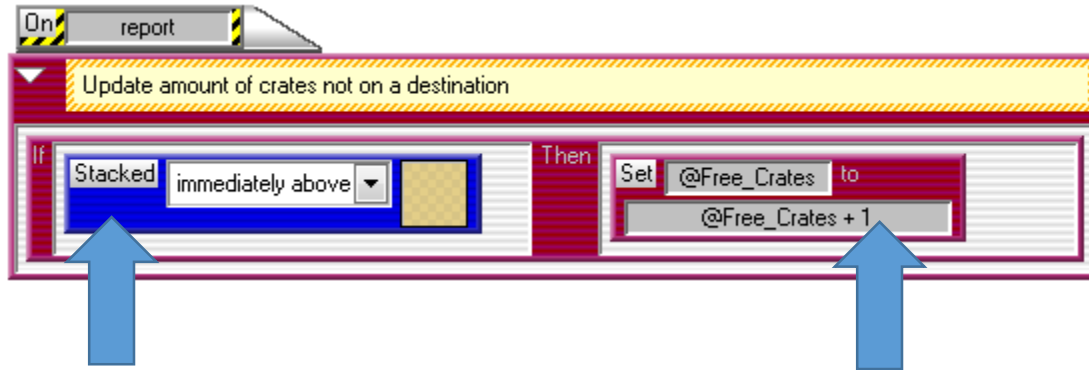 On report
Update amount of crates not on a destination
If Stacked immediately above Then Set @Free_Crates to
@Free_Crates + 1